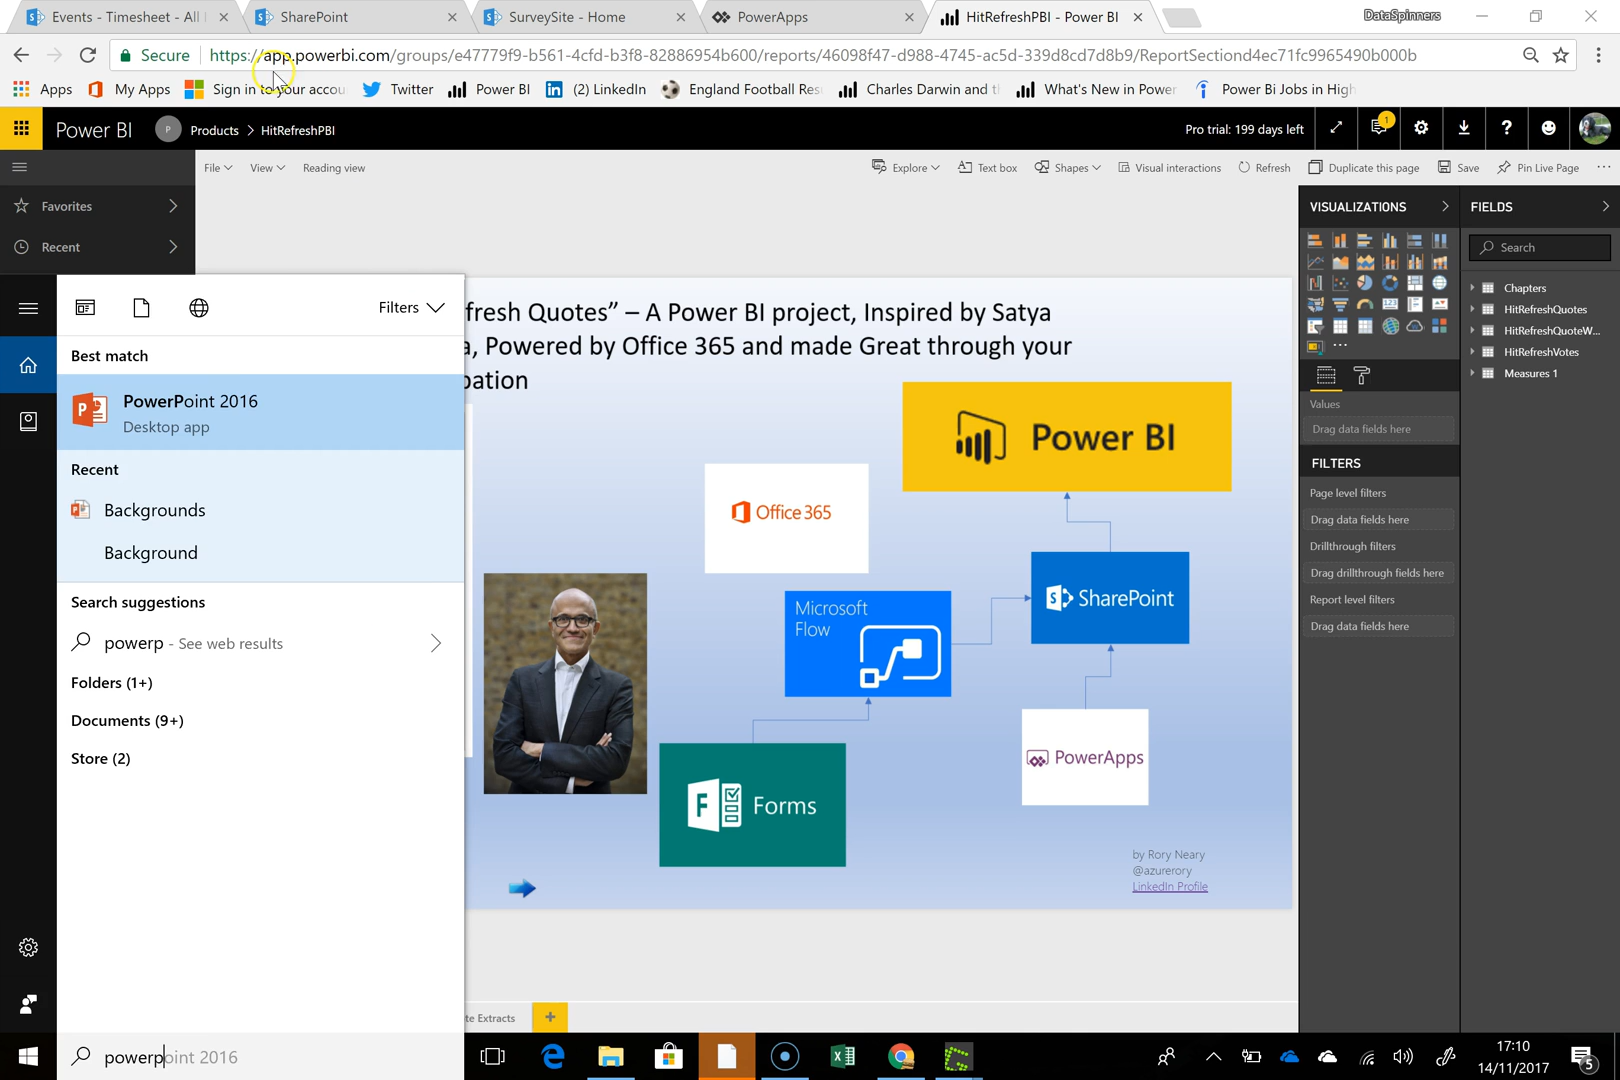 Events - Timesheet - All
SharePoint
SurveySite - Home
PowerApps
HitRefreshPBI - Power BI
DataSpinners
Secure
https://app.powerbi.com/groups/e47779f9-b561-4cfd-b3f8-82886954b600/reports/46098f47-d988-4745-ac5d-339d8cd7d8b9/ReportSectiond4ec71fc9965490b000b
Apps
My Apps
Sign in to your accou
Twitter
Power BI
(2) LinkedIn
England Football Res
Charles Darwin and t
What's New in Power
Power Bi Jobs in High
Power BI
P
Products > HitRefreshPBI
Pro trial: 199 days left
1
File
View
Reading view
Explore
Text box
Shapes
Visual interactions
Refresh
Duplicate this page
Save
Pin Live Page
Favorites
Recent
Filters
Best match
PowerPoint 2016
Desktop app
Recent
Backgrounds
Background
Search suggestions
powerp - See web results
Folders (1+)
Documents (9+)
Store (2)
powerpoint 2016
fresh Quotes” – A Power BI project, Inspired by Satya
a, Powered by Office 365 and made Great through your
pation
Power BI
Office 365
Microsoft
Flow
SharePoint
Forms
PowerApps
by Rory Neary
@azurerory
LinkedIn Profile
te Extracts
VISUALIZATIONS
Values
Drag data fields here
FILTERS
Page level filters
Drag data fields here
Drillthrough filters
Drag drillthrough fields here
Report level filters
Drag data fields here
FIELDS
Search
Chapters
HitRefreshQuotes
HitRefreshQuoteW...
HitRefreshVotes
Measures 1
17:10
14/11/2017
5